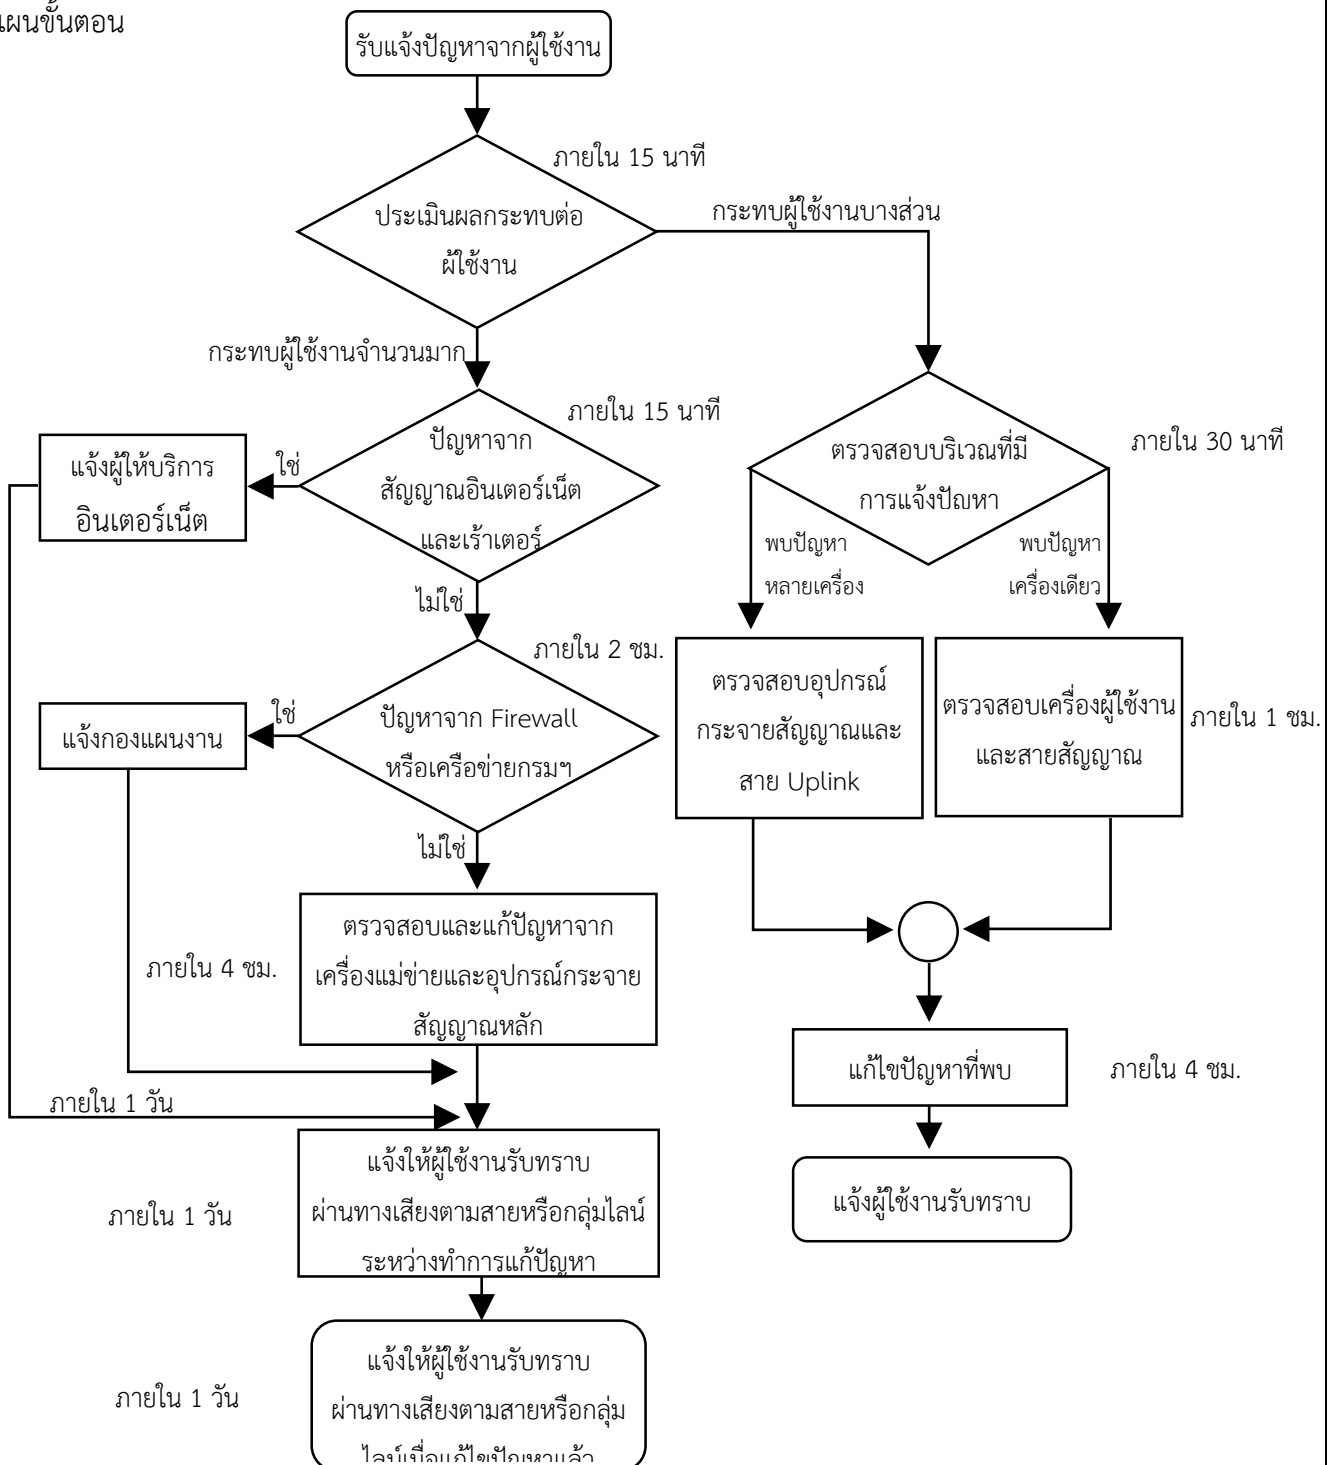 แผนขั้นตอน
รับแจ้งปัญหาจากผู้ใช้งาน
ภายใน 15 นาที
ประเมินผลกระทบต่อ
ผู้ใช้งาน
กระทบผู้ใช้งานบางส่วน
กระทบผู้ใช้งานจำนวนมาก
ภายใน 15 นาที
ปัญหาจาก
สัญญาณอินเตอร์เน็ต
และเร้าเตอร์
ใช่
แจ้งผู้ให้บริการ
อินเตอร์เน็ต
ไม่ใช่
ภายใน 2 ชม.
ปัญหาจาก Firewall
หรือเครือข่ายกรมฯ
ใช่
แจ้งกองแผนงาน
ไม่ใช่
ตรวจสอบและแก้ปัญหาจาก
เครื่องแม่ข่ายและอุปกรณ์กระจาย
สัญญาณหลัก
ภายใน 4 ชม.
ภายใน 1 วัน
แจ้งให้ผู้ใช้งานรับทราบ
ผ่านทางเสียงตามสายหรือกลุ่มไลน์
ระหว่างทำการแก้ปัญหา
ภายใน 1 วัน
แจ้งให้ผู้ใช้งานรับทราบ
ผ่านทางเสียงตามสายหรือกลุ่ม
ไลน์เมื่อแก้ไขปัญหาแล้ว
ภายใน 1 วัน
ตรวจสอบบริเวณที่มี
การแจ้งปัญหา
ภายใน 30 นาที
พบปัญหา
หลายเครื่อง
พบปัญหา
เครื่องเดียว
ตรวจสอบอุปกรณ์
กระจายสัญญาณและ
สาย Uplink
ตรวจสอบเครื่องผู้ใช้งาน
และสายสัญญาณ
ภายใน 1 ชม.
แก้ไขปัญหาที่พบ
ภายใน 4 ชม.
แจ้งผู้ใช้งานรับทราบ